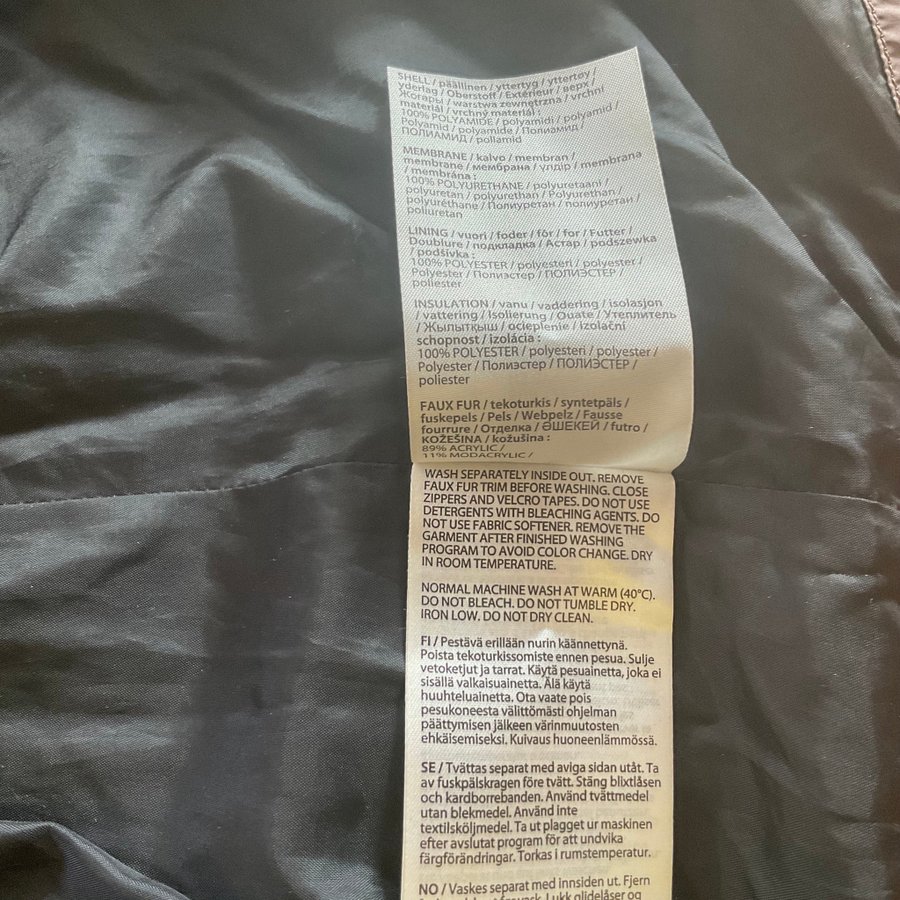 SHELL / päällinen / yttertyg / yttertøy /
yderlag / Oberstoff / Extérieur / верх /
Жоғары / warstwa zewnętrzna / vrchní
materiál / vrchný materiál :
100% POLYAMIDE / polyamidi / polyamid /
Polyamid / polyamide / Полиамид /
ПОЛИАМИД / poliamid
MEMBRANE / kalvo / membran /
membrane / мембрана / үлдір / membrana
/ membrána :
100% POLYURETHANE / polyuretaani /
polyuretan / polyurethan / Polyurethan /
polyuréthane / Полиуретан / полиуретан /
poliuretan
LINING / vuori / foder / fôr / for / Futter /
Doublure / подкладка / Астар / podszewka
/ podšívka :
100% POLYESTER / polyesteri / polyester /
Polyester / Полиэстер / ПОЛИЭСТЕР /
poliester
INSULATION / vanu / vaddering / isolasjon
/ vattering / Isolierung / Ouate / Утеплитель
/ Жылытқыш / ocieplenie / izolační
schopnost / izolácia :
100% POLYESTER / polyesteri / polyester /
Polyester / Полиэстер / ПОЛИЭСТЕР /
poliester
FAUX FUR / tekoturkis / syntetpäls /
fuskepels / Pels / Webpelz / Fausse
fourrure / Отделка / ӘШЕКЕЙ / futro /
KOŽEŠINA / kožušina :
89% ACRYLIC /
11% MODACRYLIC /
WASH SEPARATELY INSIDE OUT. REMOVE
FAUX FUR TRIM BEFORE WASHING. CLOSE
ZIPPERS AND VELCRO TAPES. DO NOT USE
DETERGENTS WITH BLEACHING AGENTS. DO
NOT USE FABRIC SOFTENER. REMOVE THE
GARMENT AFTER FINISHED WASHING
PROGRAM TO AVOID COLOR CHANGE. DRY
IN ROOM TEMPERATURE.
NORMAL MACHINE WASH AT WARM (40°C).
DO NOT BLEACH. DO NOT TUMBLE DRY.
IRON LOW. DO NOT DRY CLEAN.
FI / Pestävä erillään nurin käännettynä.
Poista tekoturkissomiste ennen pesua. Sulje
vetoketjut ja tarrat. Käytä pesuainetta, joka ei
sisällä valkaisuainetta. Älä käytä
huuhteluainetta. Ota vaate pois
pesukoneesta välittömästi ohjelman
päättymisen jälkeen värinmuutosten
ehkäisemiseksi. Kuivaus huoneenlämmössä.
SE / Tvättas separat med aviga sidan utåt. Ta
av fuskpälskragen före tvätt. Stäng blixtlåsen
och kardborrebanden. Använd tvättmedel
utan blekmedel. Använd inte
textilsköljmedel. Ta ut plagget ur maskinen
efter avslutat program för att undvika
färgförändringar. Torkas i rumstemperatur.
NO / Vaskes separat med innsiden ut. Fjern
Lukk glidelåser og